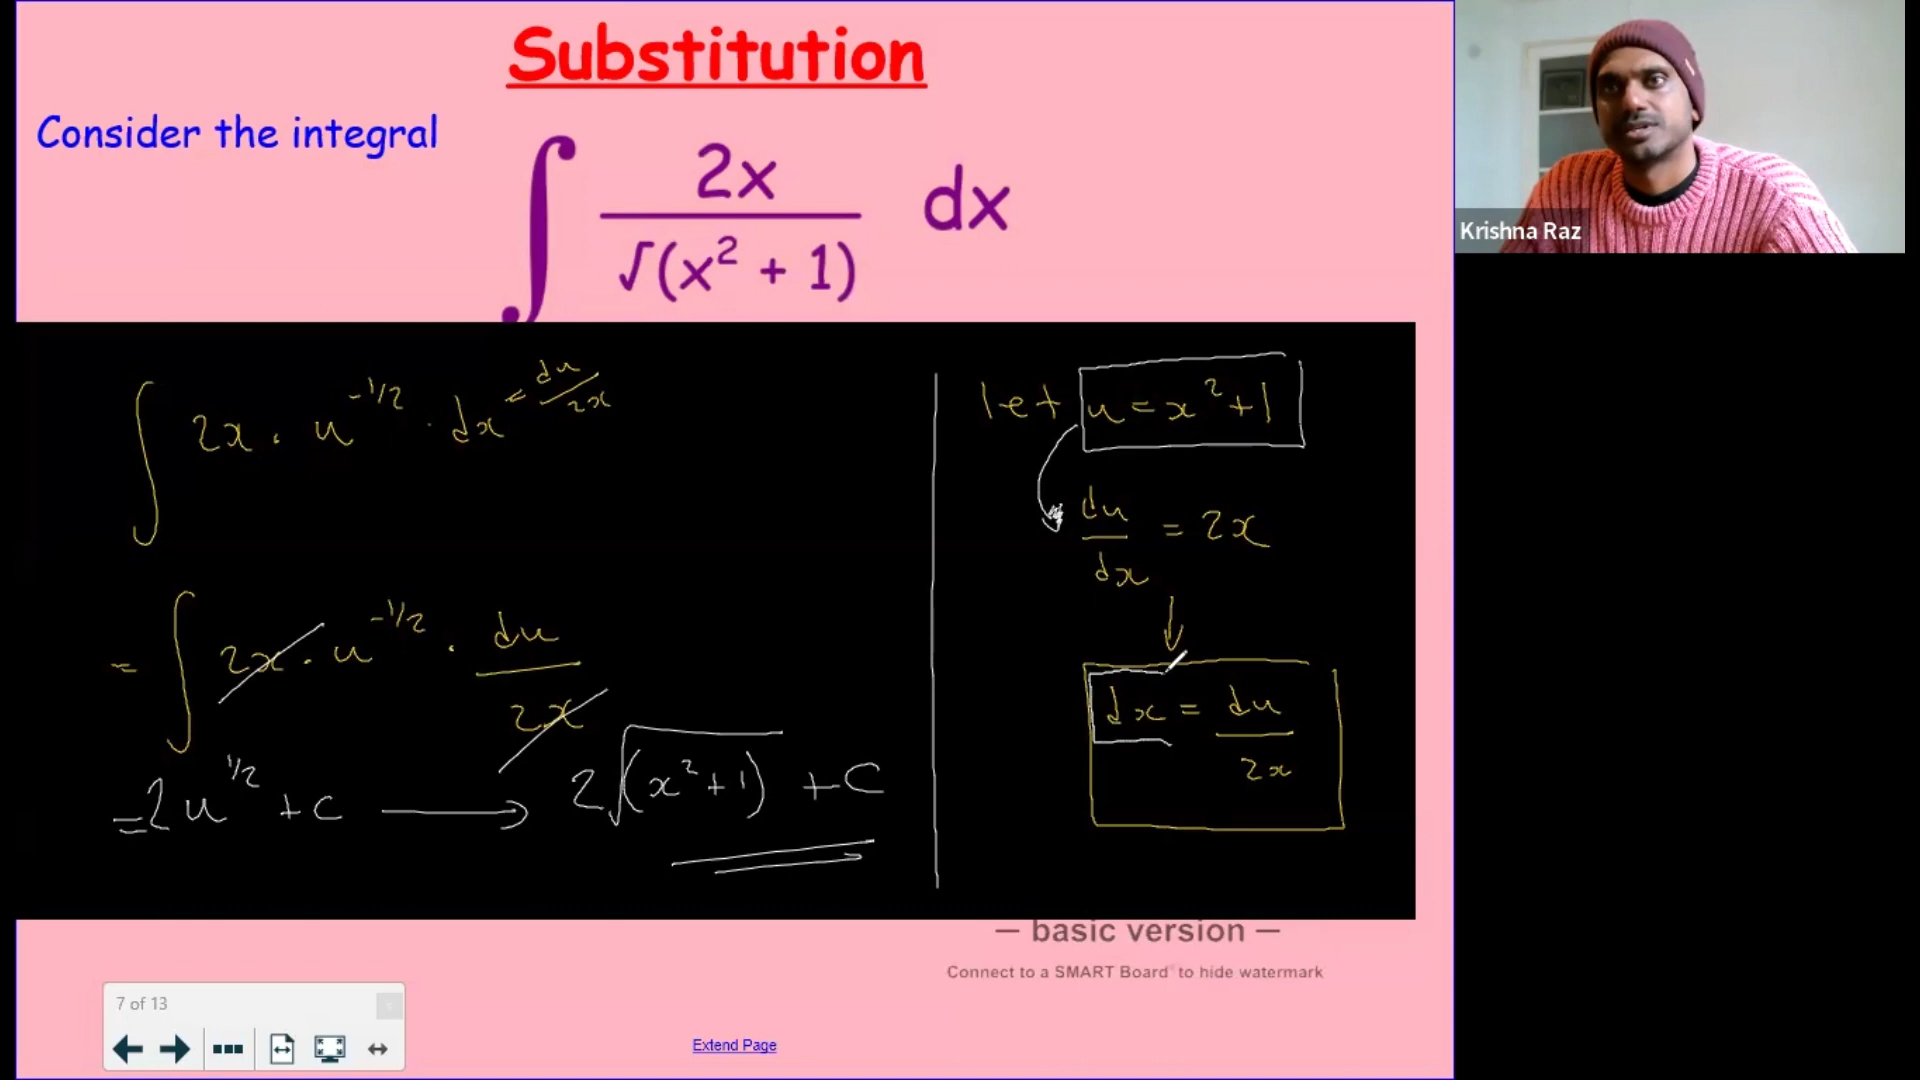 Substitution
Consider the integral
∫ 2x / √(x² + 1) dx
Krishna Raz
∫ 2x . u^-1/2 . dx = du/2x
= ∫ 2x . u^-1/2 . du/2x
= 2u^1/2 + c → 2√(x²+1) + C
let u = x²+1
du/dx = 2x
↓
dx = du/2x
— basic version —
Connect to a SMART Board® to hide watermark
7 of 13
Extend Page